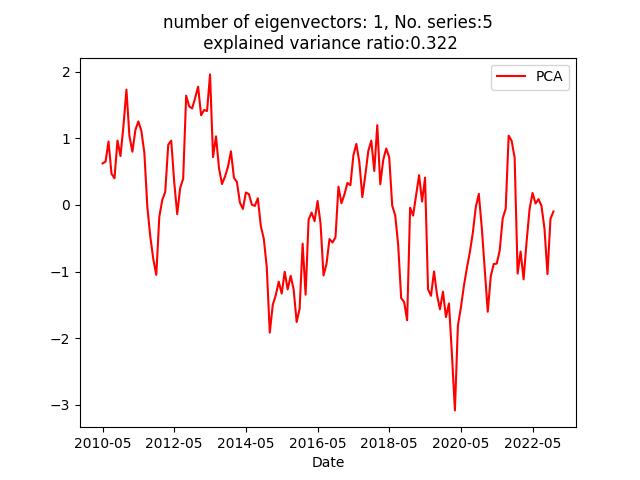 number of eigenvectors: 1, No. series:5
explained variance ratio:0.322
PCA
2
1
0
−1
−2
−3
2010-05 2012-05 2014-05 2016-05 2018-05 2020-05 2022-05
Date